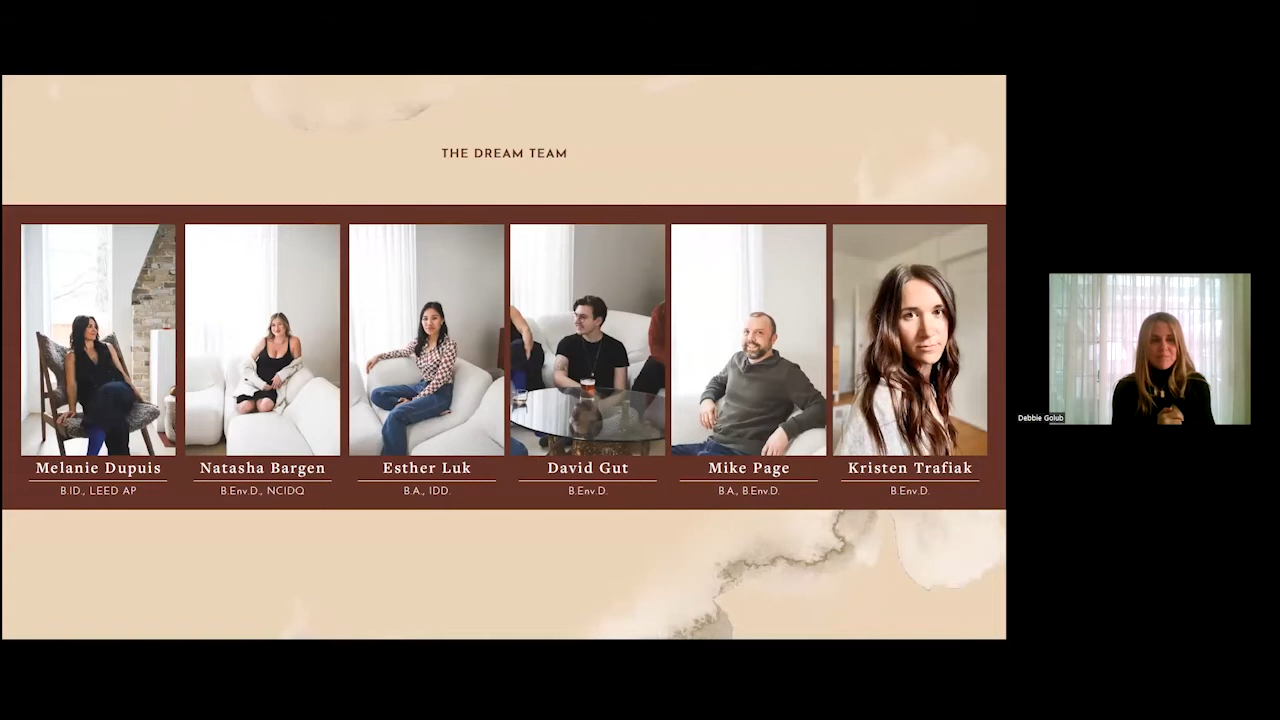 THE DREAM TEAM
Melanie Dupuis
B.ID., LEED AP
Natasha Bargen
B.Env.D., NCIDQ
Esther Luk
B.A., IDD.
David Gut
B.Env.D.
Mike Page
B.A., B.Env.D.
Kristen Trafiak
B.Env.D.
Debbie Golub